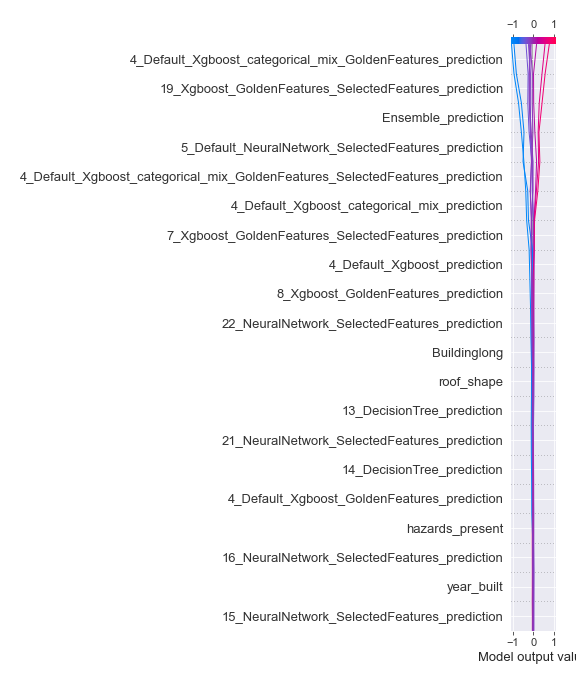 −1 0 1
4_Default_Xgboost_categorical_mix_GoldenFeatures_prediction
19_Xgboost_GoldenFeatures_SelectedFeatures_prediction
Ensemble_prediction
5_Default_NeuralNetwork_SelectedFeatures_prediction
4_Default_Xgboost_categorical_mix_GoldenFeatures_SelectedFeatures_prediction
4_Default_Xgboost_categorical_mix_prediction
7_Xgboost_GoldenFeatures_SelectedFeatures_prediction
4_Default_Xgboost_prediction
8_Xgboost_GoldenFeatures_prediction
22_NeuralNetwork_SelectedFeatures_prediction
Buildinglong
roof_shape
13_DecisionTree_prediction
21_NeuralNetwork_SelectedFeatures_prediction
14_DecisionTree_prediction
4_Default_Xgboost_GoldenFeatures_prediction
hazards_present
16_NeuralNetwork_SelectedFeatures_prediction
year_built
15_NeuralNetwork_SelectedFeatures_prediction
−1 0 1
Model output valu